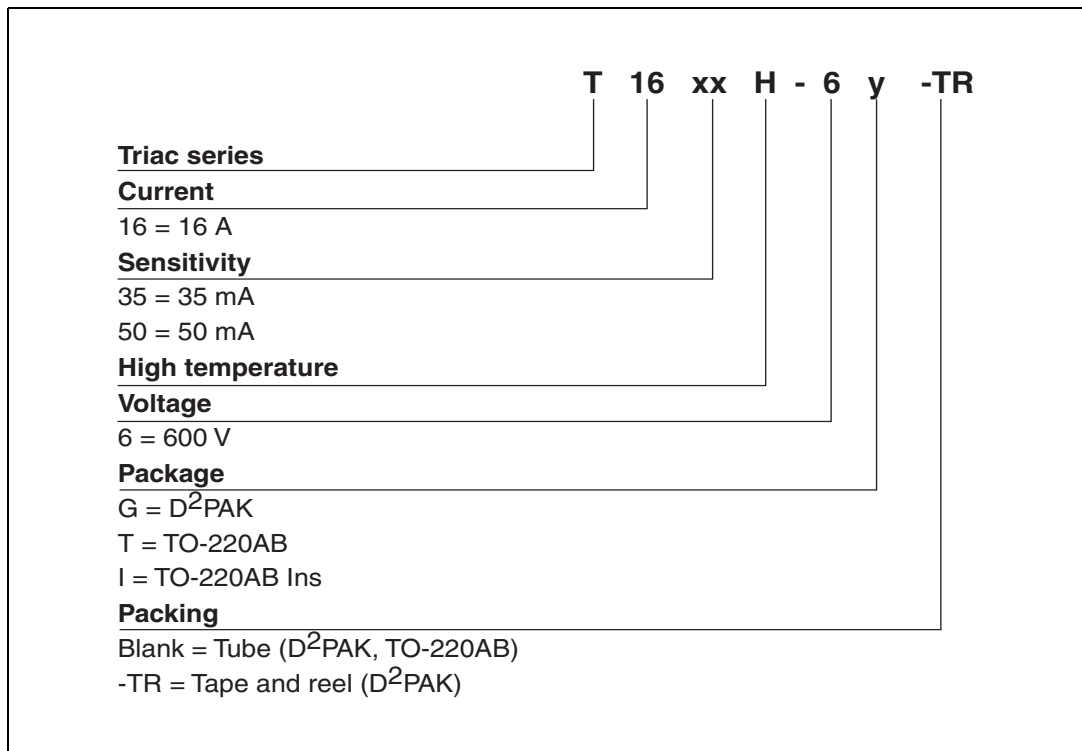 T 16 xx H - 6 y -TR
Triac series
Current
16 = 16 A
Sensitivity
35 = 35 mA
50 = 50 mA
High temperature
Voltage
6 = 600 V
Package
G = D²PAK
T = TO-220AB
I = TO-220AB Ins
Packing
Blank = Tube (D²PAK, TO-220AB)
-TR = Tape and reel (D²PAK)